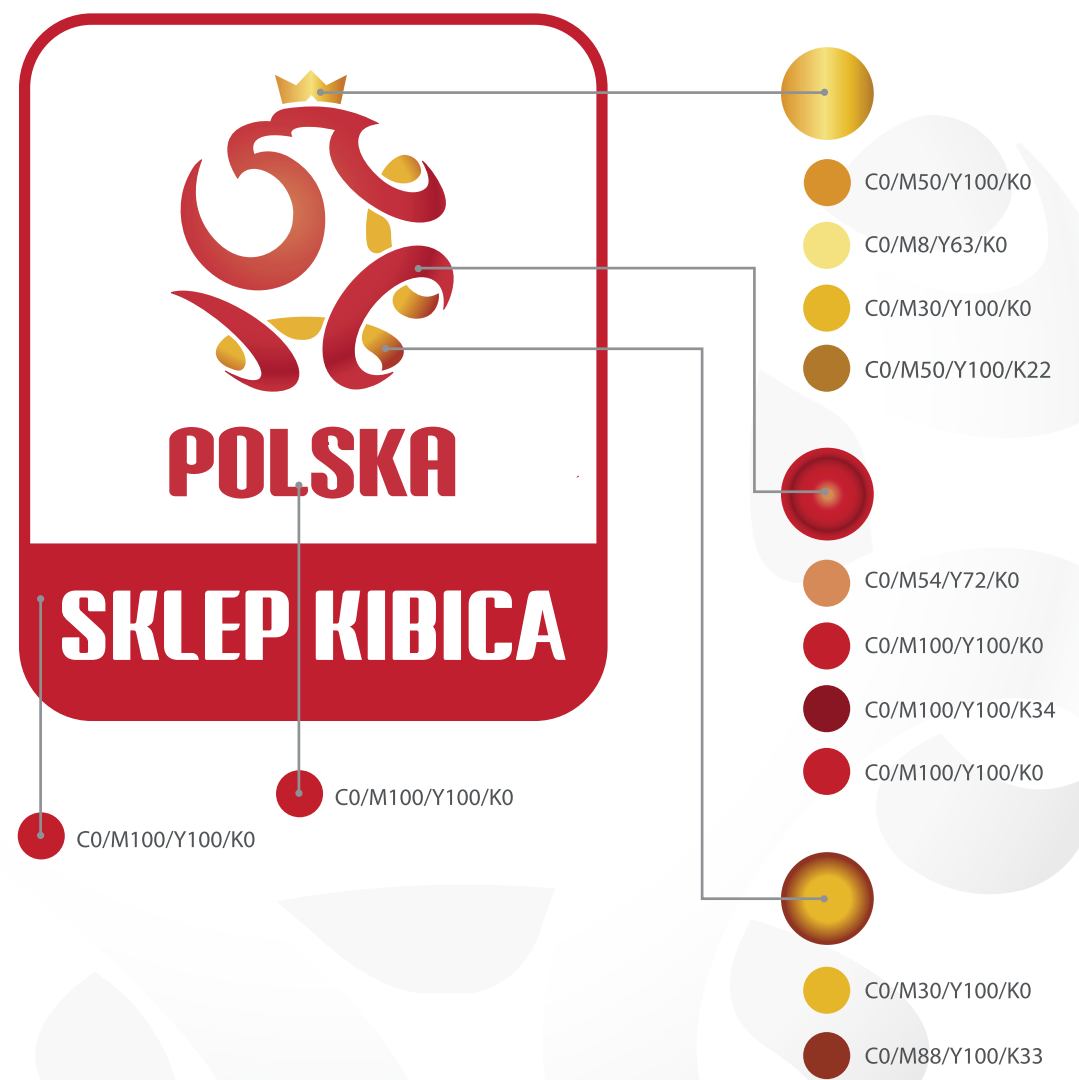 POLSKA
SKLEP KIBICA
C0/M100/Y100/K0
C0/M100/Y100/K0
C0/M50/Y100/K0
C0/M8/Y63/K0
C0/M30/Y100/K0
C0/M50/Y100/K22
C0/M54/Y72/K0
C0/M100/Y100/K0
C0/M100/Y100/K34
C0/M100/Y100/K0
C0/M30/Y100/K0
C0/M88/Y100/K33